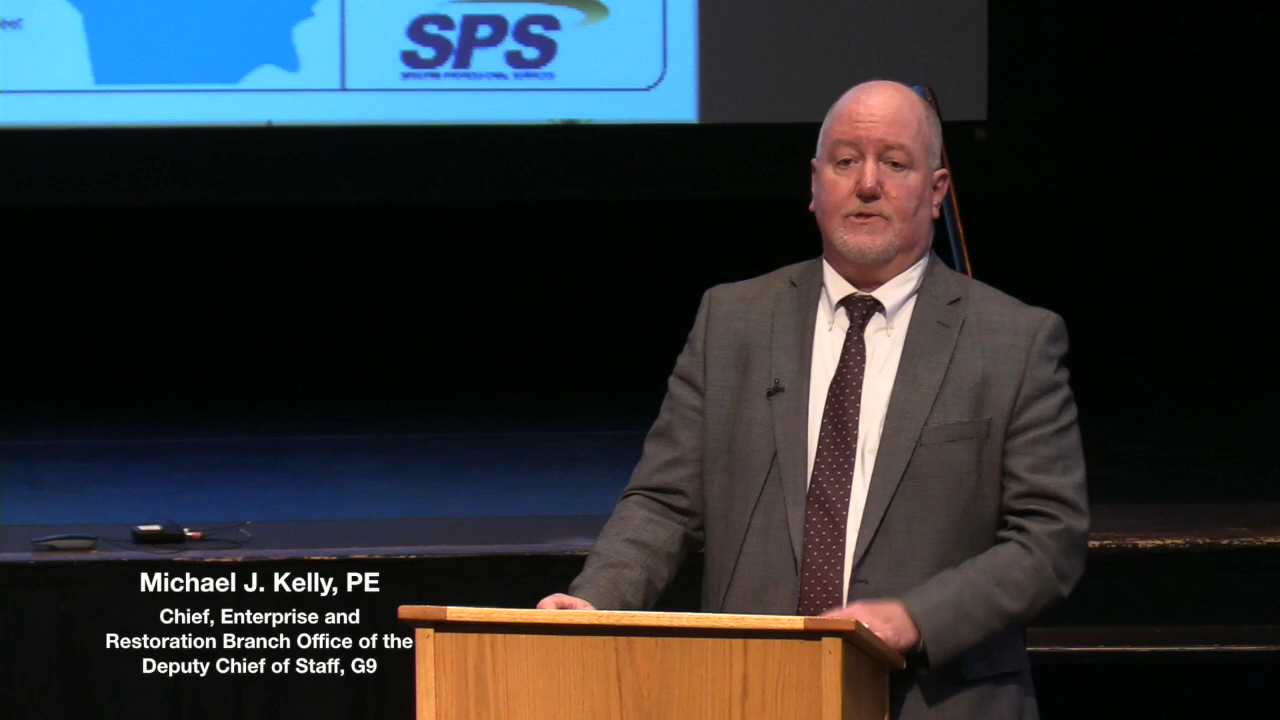 SPS
Michael J. Kelly, PE
Chief, Enterprise and
Restoration Branch Office of the
Deputy Chief of Staff, G9